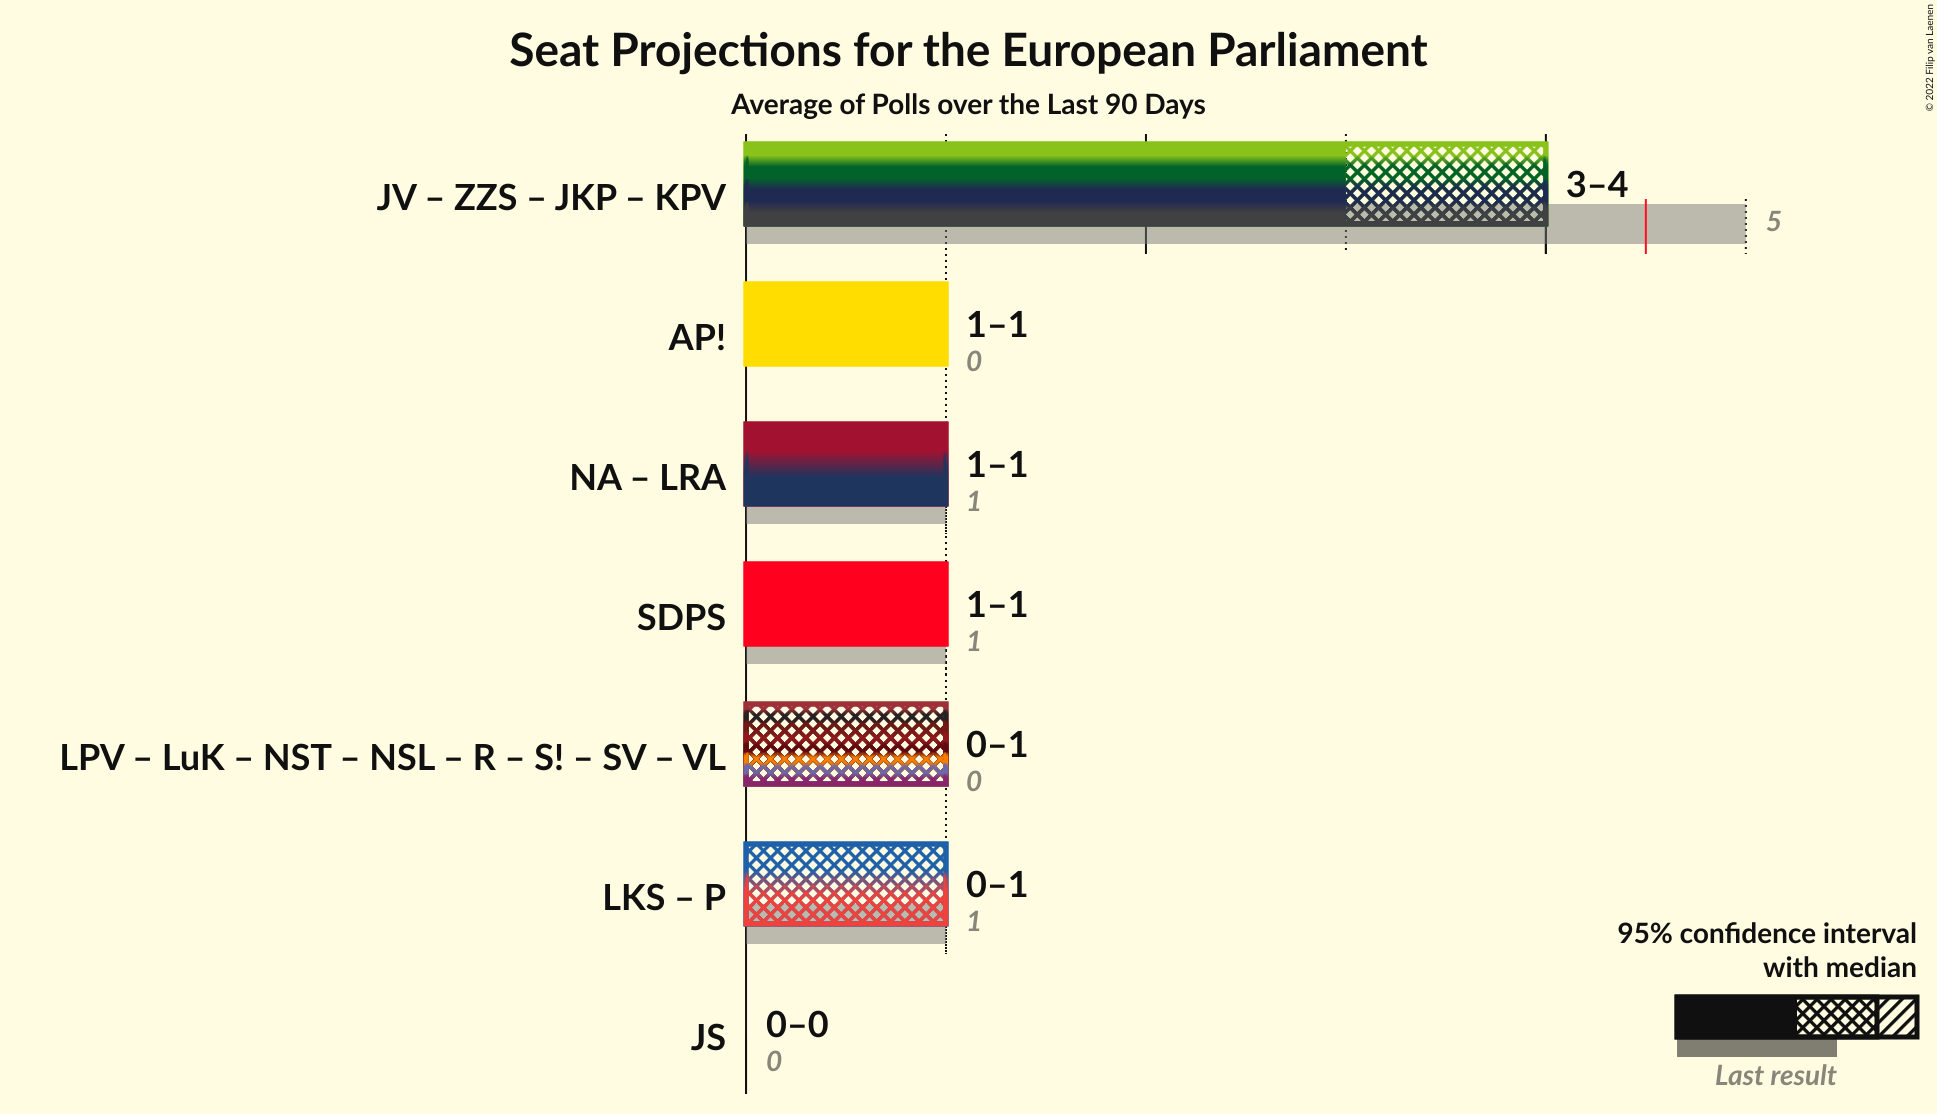 Seat Projections for the European Parliament
Average of Polls over the Last 90 Days
© 2022 Filip van Laenen
JV – ZZS – JKP – KPV
3–4
5
AP!
1–1
0
NA – LRA
1–1
1
SDPS
1–1
1
LPV – LuK – NST – NSL – R – S! – SV – VL
0–1
0
LKS – P
0–1
1
JS
0–0
0
95% confidence interval
with median
Last result